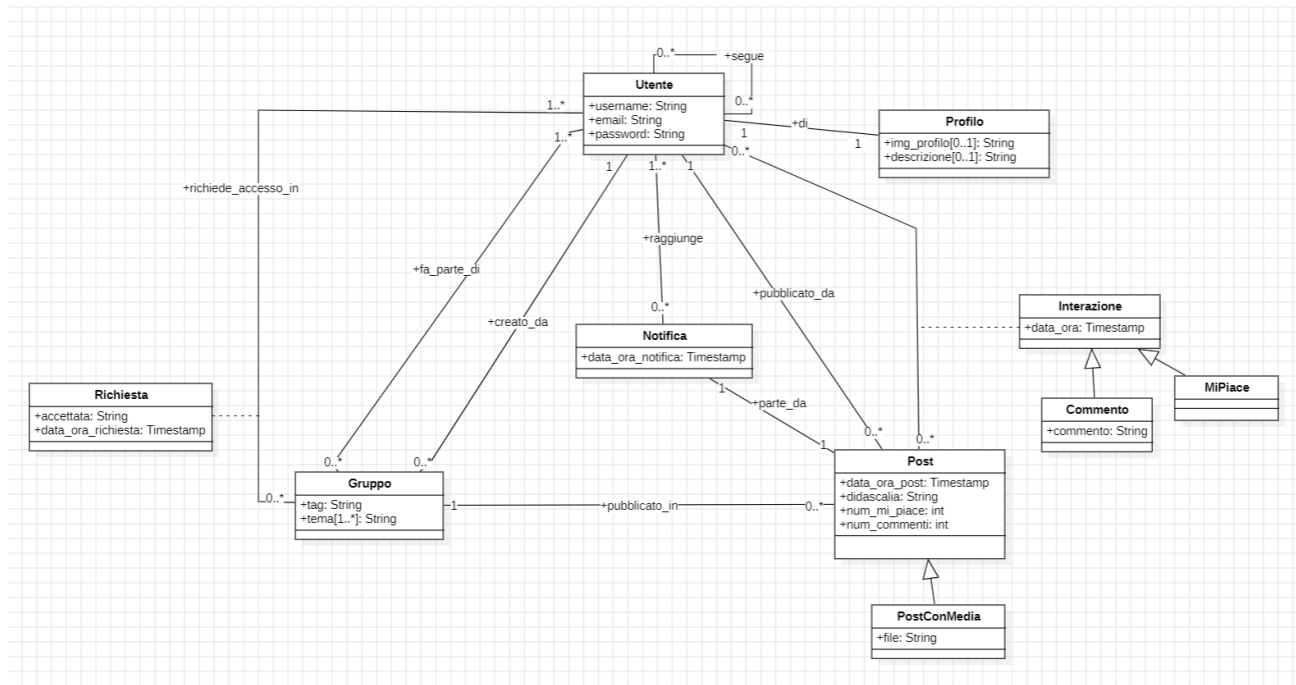 0..*
+segue
Utente
+username: String
+email: String
+password: String
0..*
1..*
1..*
1
0..*
+di
1
Profilo
+img_profilo[0..1]: String
+descrizione[0..1]: String
1
1..*
1
+richiede_accesso_in
+raggiunge
+fa_parte_di
+pubblicato_da
+creato_da
0..*
Interazione
+data_ora: Timestamp
Notifica
+data_ora_notifica: Timestamp
MiPiace
Commento
+commento: String
Richiesta
+accettata: String
+data_ora_richiesta: Timestamp
1
+parte_da
1
0..*
0..*
0..*
0..*
Post
+data_ora_post: Timestamp
+didascalia: String
+num_mi_piace: int
+num_commenti: int
Gruppo
+tag: String
+tema[1..*]: String
0..*
1
+pubblicato_in
0..*
PostConMedia
+file: String